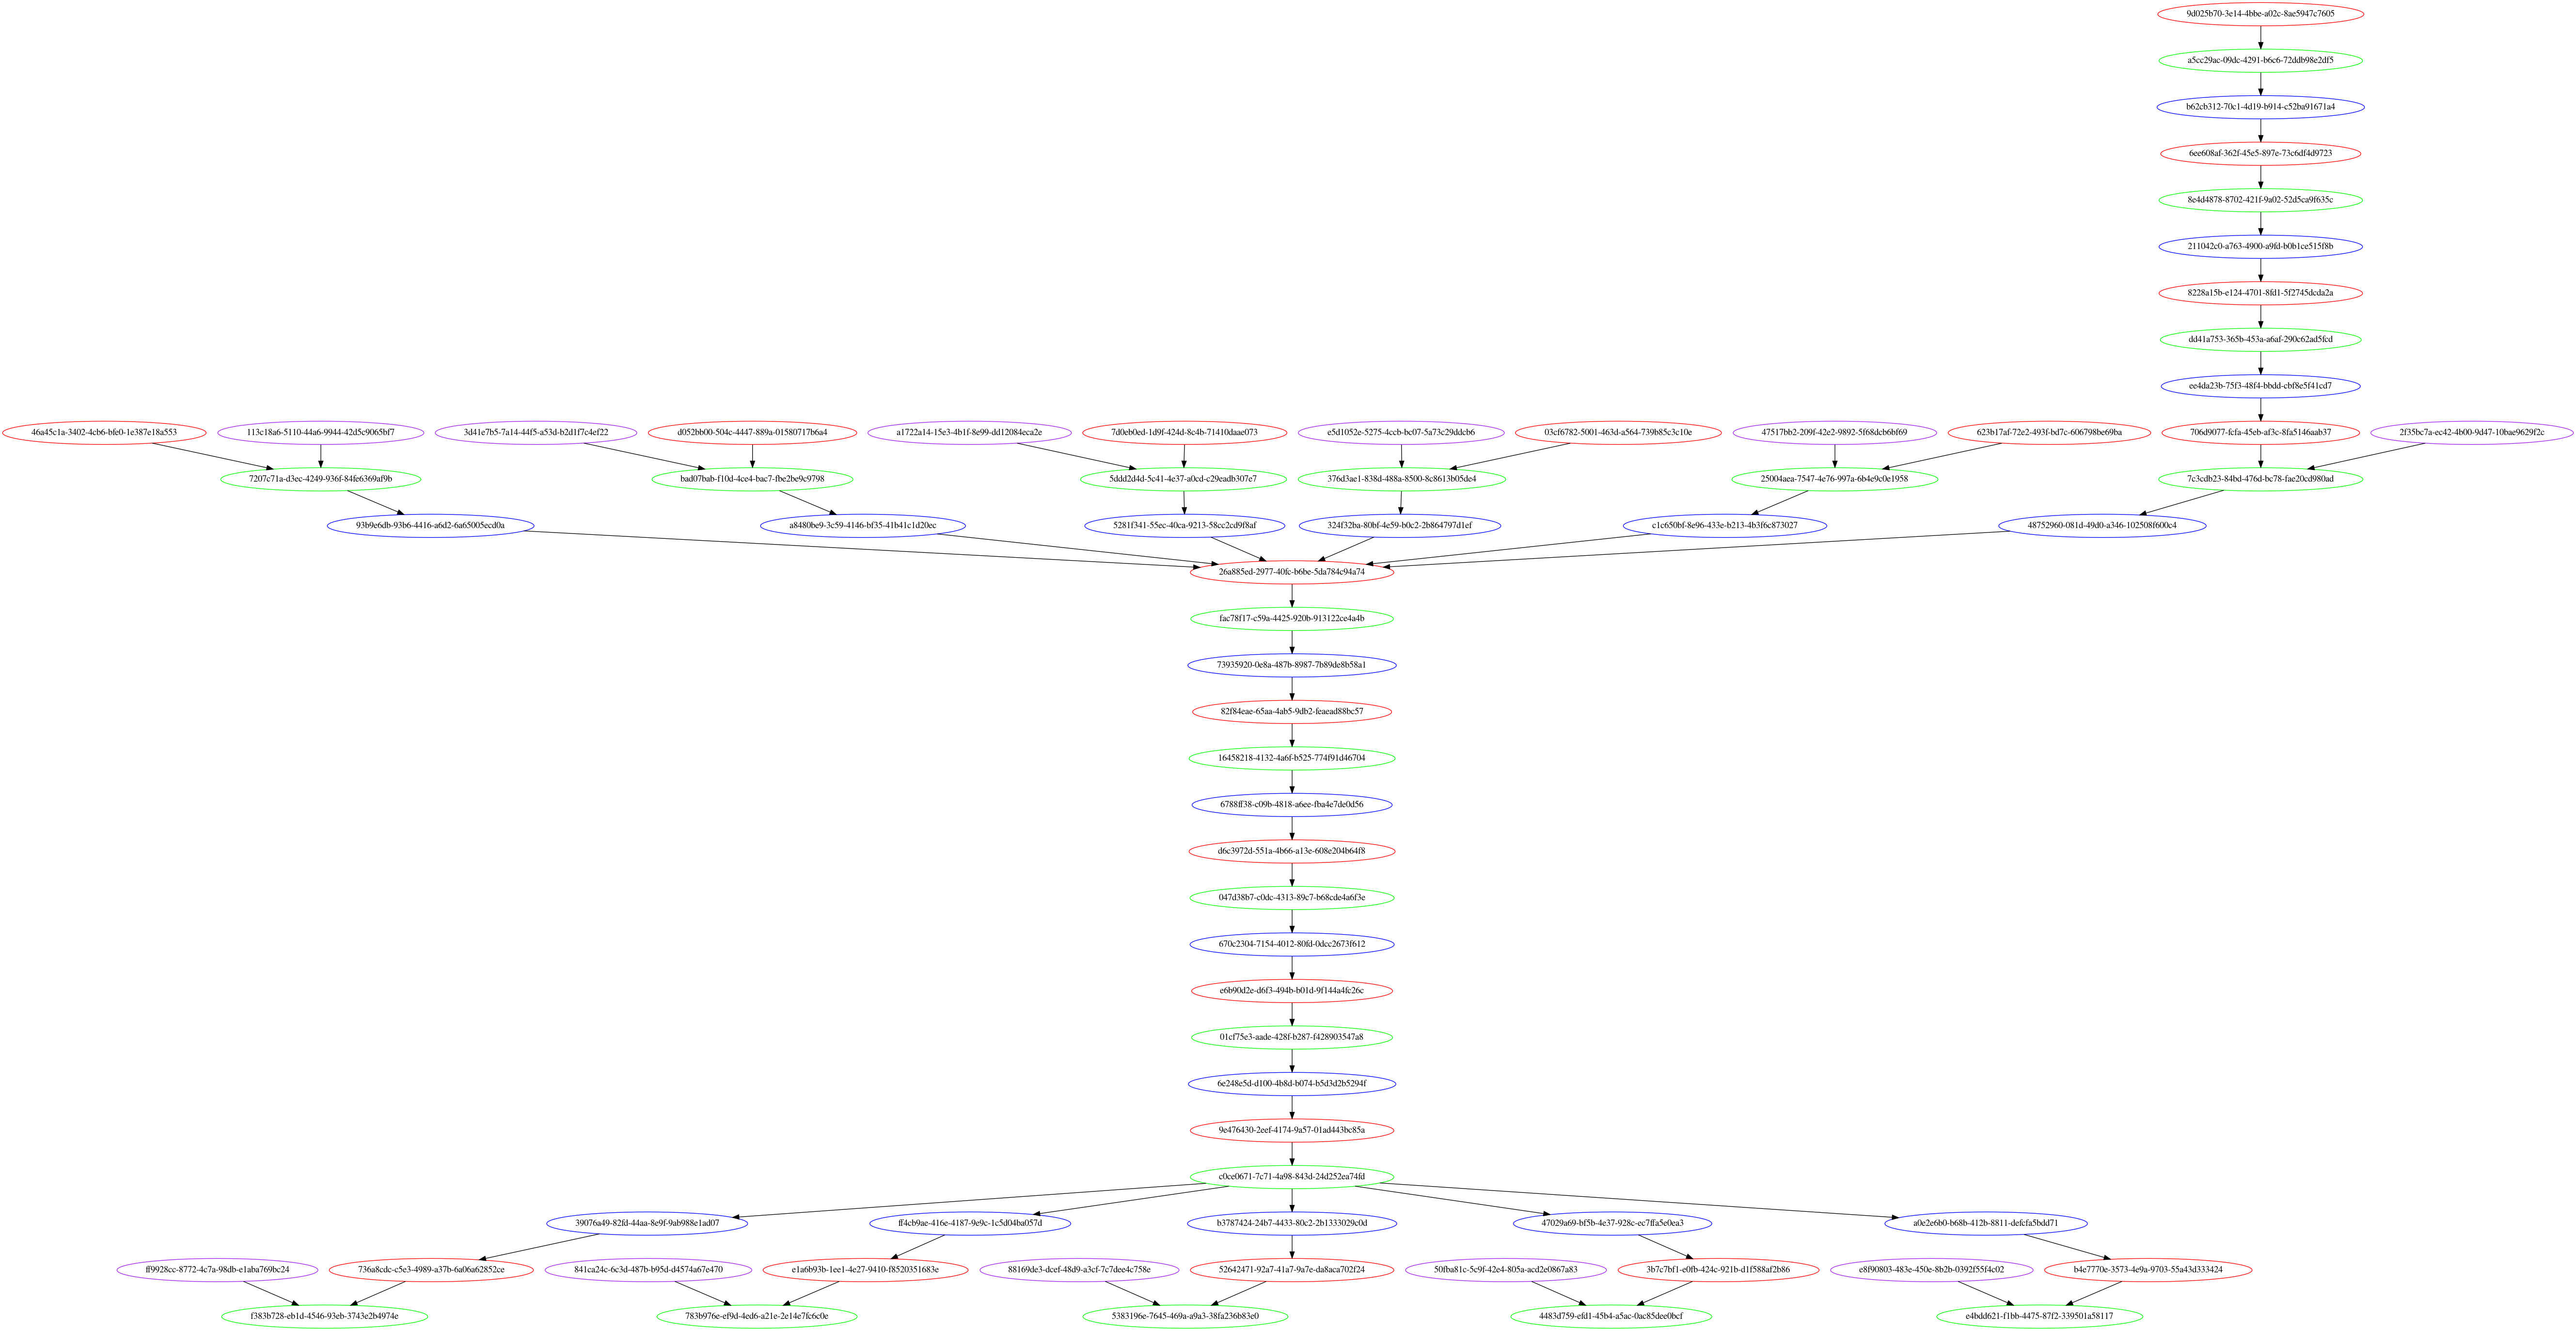 9d025b70-3e14-4bbe-a02c-8ae5947c7605
a5cc29ac-09dc-4291-b6c6-72ddb98e2df5
b62cb312-70c1-4d19-b914-c52ba91671a4
6ee608af-362f-45e5-897e-73c6df4d9723
8e4d4878-8702-421f-9a02-52d5ca9f635c
211042c0-a763-4900-a9fd-b0b1ce515f8b
8228a15b-e124-4701-8fd1-5f2745dcda2a
dd41a753-365b-453a-a6af-290c62ad5fcd
ee4da23b-75f3-48f4-bbdd-cbf8e5f41cd7
46a45c1a-3402-4cb6-bfe0-1e387e18a553
113c18a6-5110-44a6-9944-42d5c9065bf7
3d41e7b5-7a14-44f5-a53d-b2d1f7c4ef22
d052bb00-504c-4447-889a-01580717b6a4
a1722a14-15e3-4b1f-8e99-dd12084eca2e
7d0eb0ed-1d9f-424d-8c4b-71410daae073
e5d1052e-5275-4ccb-bc07-5a73c29ddcb6
03cf6782-5001-463d-a564-739b85c3c10e
47517bb2-209f-42e2-9892-5f68dcb6bf69
623b17af-72e2-493f-bd7c-606798be69ba
706d9077-fcfa-45eb-af3c-8fa5146aab37
2f35bc7a-ec42-4b00-9d47-10bae9629f2c
7207c71a-d3ec-4249-936f-84fe6369af9b
bad07bab-f10d-4ce4-bac7-fbe2be9c9798
5ddd2d4d-5c41-4e37-a0cd-c29eadb307e7
376d3ae1-838d-488a-8500-8c8613b05de4
25004aea-7547-4e76-997a-6b4e9c0e1958
7c3cdb23-84bd-476d-bc78-fae20cd980ad
93b9e6db-93b6-4416-a6d2-6a65005ecd0a
a8480be9-3c59-4146-bf35-41b41c1d20ec
5281f341-55ec-40ca-9213-58cc2cd9f8af
324f32ba-80bf-4e59-b0c2-2b864797d1ef
c1c650bf-8e96-433e-b213-4b3f6c873027
48752960-081d-49d0-a346-102508f600c4
26a885ed-2977-40fc-b6be-5da784c94a74
fac78f17-c59a-4425-920b-913122ce4a4b
73935920-0e8a-487b-8987-7b89de8b58a1
82f84eae-65aa-4ab5-9db2-feaead88bc57
16458218-4132-4a6f-b525-774f91d46704
6788ff38-c09b-4818-a6ee-fba4e7de0d56
d6c3972d-551a-4b66-a13e-608e204b64f8
047d38b7-c0dc-4313-89c7-b68cde4a6f3e
670c2304-7154-4012-80fd-0dcc2673f612
e6b90d2e-d6f3-494b-b01d-9f144a4fc26c
01cf75e3-aade-428f-b287-f428903547a8
6e248e5d-d100-4b8d-b074-b5d3d2b5294f
9e476430-2eef-4174-9a57-01ad443bc85a
c0ce0671-7c71-4a98-843d-24d252ea74fd
39076a49-82fd-44aa-8e9f-9ab988e1ad07
ff4cb9ae-416e-4187-9e9c-1c5d04ba057d
b3787424-24b7-4433-80c2-2b1333029c0d
47029a69-bf5b-4e37-928c-ec7ffa5e0ea3
a0e2e6b0-b68b-412b-8811-defcfa5bdd71
ff9928cc-8772-4c7a-98db-e1aba769bc24
736a8cdc-c5e3-4989-a37b-6a06a62852ce
841ca24c-6c3d-487b-b95d-d4574a67e470
e1a6b93b-1ee1-4e27-9410-f8520351683e
88169de3-dcef-48d9-a3cf-7c7dee4c758e
52642471-92a7-41a7-9a7e-da8aca702f24
50fba81c-5c9f-42e4-805a-acd2e0867a83
3b7c7bf1-e0fb-424c-921b-d1f588af2b86
e8f90803-483e-450e-8b2b-0392f55f4c02
b4e7770e-3573-4e9a-9703-55a43d333424
f383b728-eb1d-4546-93eb-3743e2b4974e
783b976e-ef9d-4ed6-a21e-2e14e7fc6c0e
5383196e-7645-469a-a9a3-38fa236b83e0
4483d759-efd1-45b4-a5ac-0ac85dee0bcf
e4bdd621-f1bb-4475-87f2-339501a58117